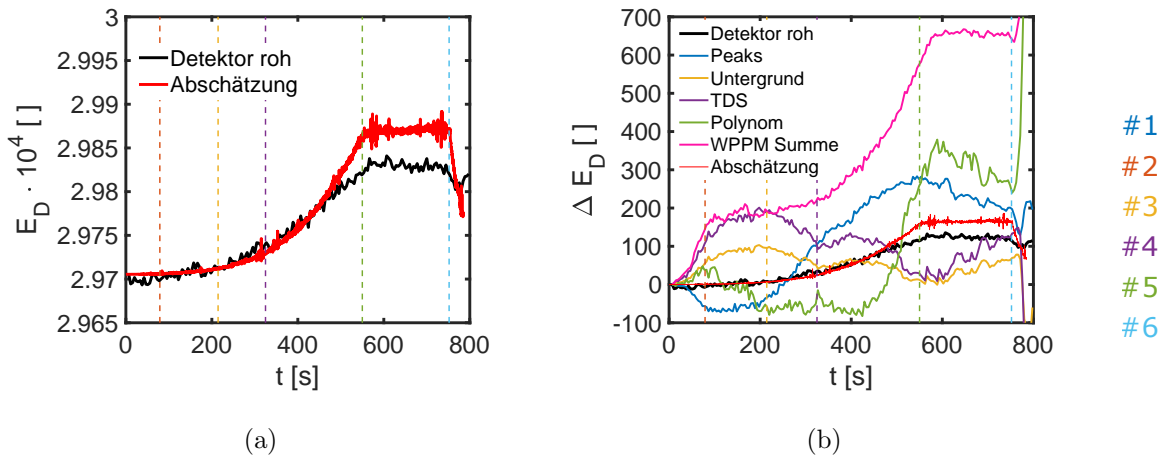 3
2.995
2.99
2.985
2.98
2.975
2.97
2.965
E_D · 10^4 [ ]
Detektor roh
Abschätzung
0 200 400 600 800
t [s]
(a)
700
600
500
400
300
200
100
0
-100
Δ E_D [ ]
Detektor roh
Peaks
Untergrund
TDS
Polynom
WPPM Summe
Abschätzung
0 200 400 600 800
t [s]
(b)
#1
#2
#3
#4
#5
#6